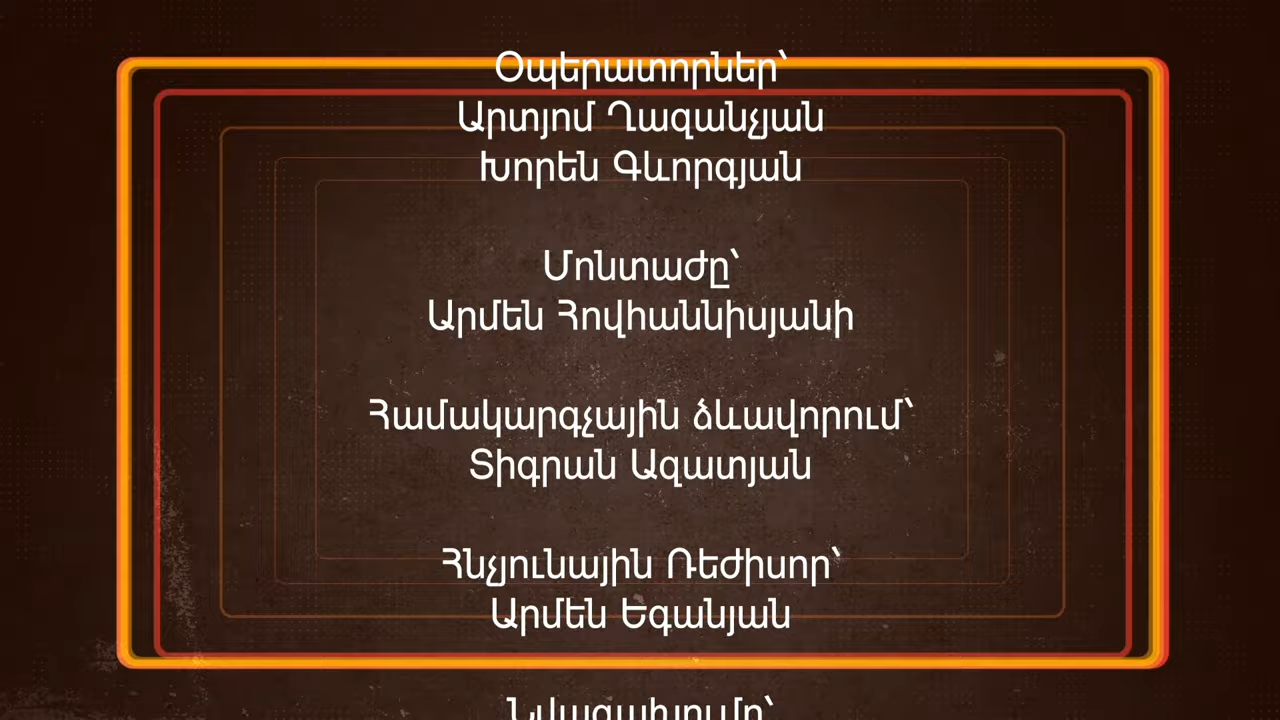 Օպերատորներ՝
Արտյոմ Ղազանչյան
Խորեն Գևորգյան
Մոնտաժը՝
Արմեն Հովհաննիսյանի
Համակարգչային ձևավորում՝
Տիգրան Ազատյան
Հնչյունային Ռեժիսոր՝
Արմեն Եգանյան